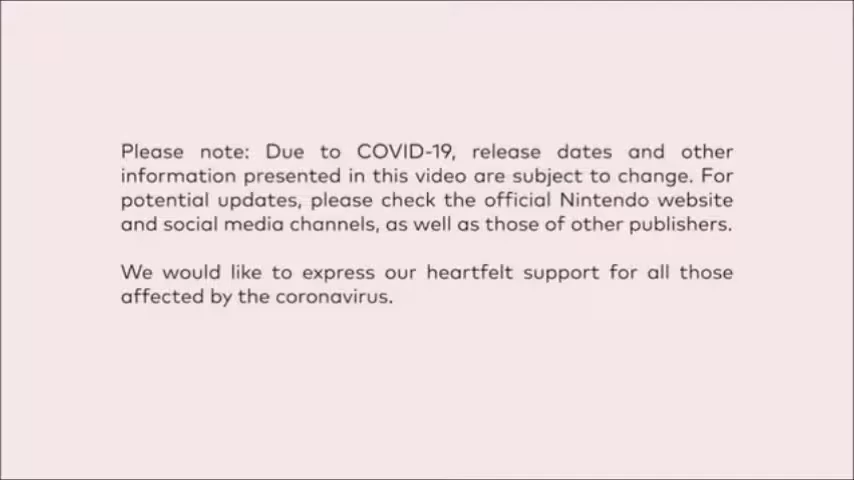 Please note: Due to COVID-19, release dates and other
information presented in this video are subject to change. For
potential updates, please check the official Nintendo website
and social media channels, as well as those of other publishers.
We would like to express our heartfelt support for all those
affected by the coronavirus.